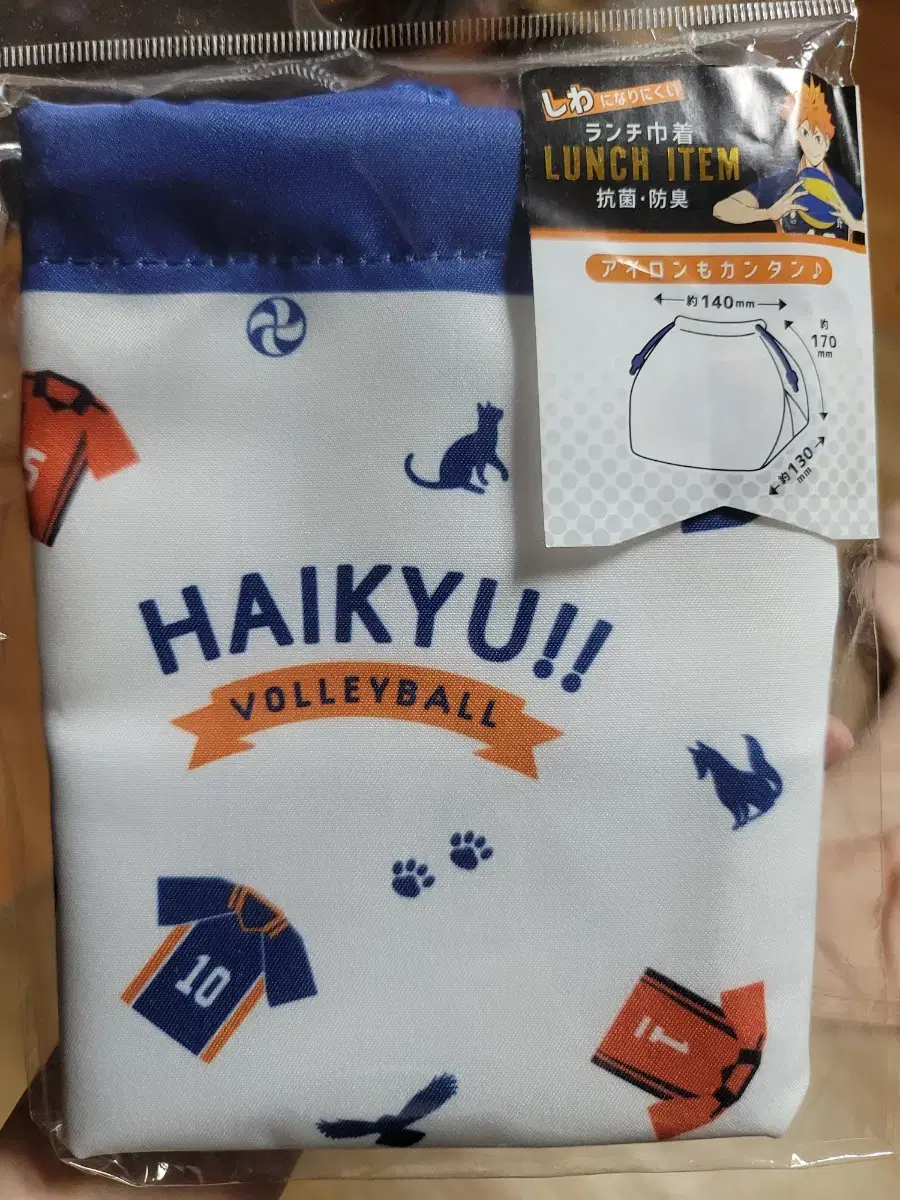 しわになりにくい
ランチ巾着
LUNCH ITEM
抗菌・防臭
アイロンもカンタン♪
約140mm
約
170
mm
約130
mm
5
HAIKYU!!
VOLLEYBALL
10
1